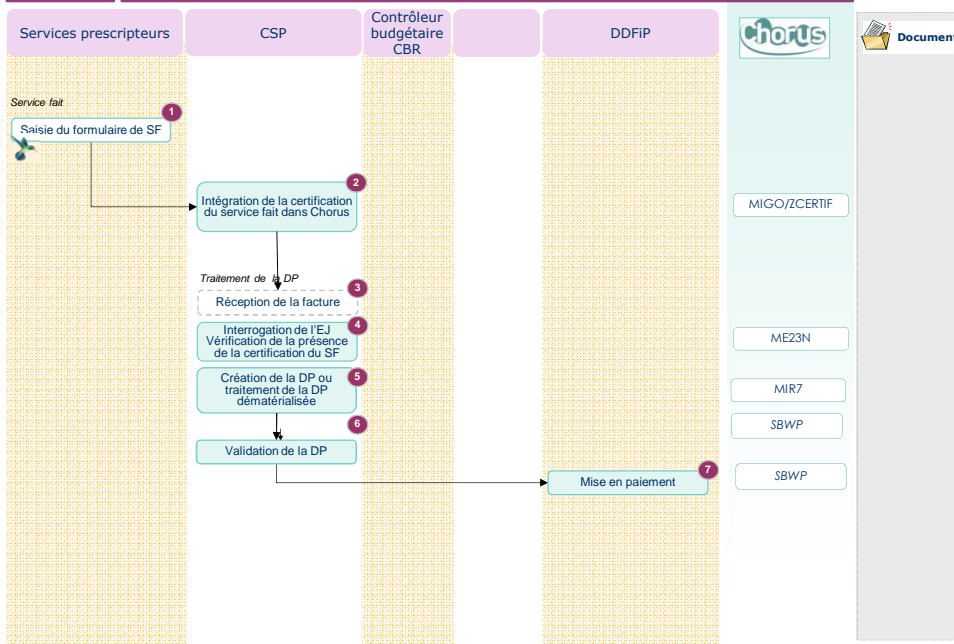 Services prescripteurs
CSP
Contrôleur
budgétaire
CBR
DDFiP
Chorus
Document
Service fait
1
Saisie du formulaire de SF
2
Intégration de la certification
du service fait dans Chorus
MIGO/ZCERTIF
Traitement de la DP
3
Réception de la facture
4
Interrogation de l'EJ
Vérification de la présence
de la certification du SF
ME23N
5
Création de la DP ou
traitement de la DP
dématérialisée
MIR7
6
SBWP
Validation de la DP
7
Mise en paiement
SBWP